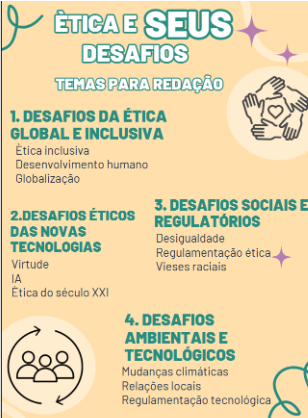 ÈTICA E SEUS
DESAFIOS
TEMAS PARA REDAÇÃO
1. DESAFIOS DA ÉTICA
GLOBAL E INCLUSIVA
Ética inclusiva
Desenvolvimento humano
Globalização
2.DESAFIOS ÉTICOS
DAS NOVAS
TECNOLOGIAS
Virtude
IA
Ética do século XXI
3. DESAFIOS SOCIAIS E
REGULATÓRIOS
Desigualdade
Regulamentação ética
Vieses raciais
4. DESAFIOS
AMBIENTAIS E
TECNOLÓGICOS
Mudanças climáticas
Relações locais
Regulamentação tecnológica